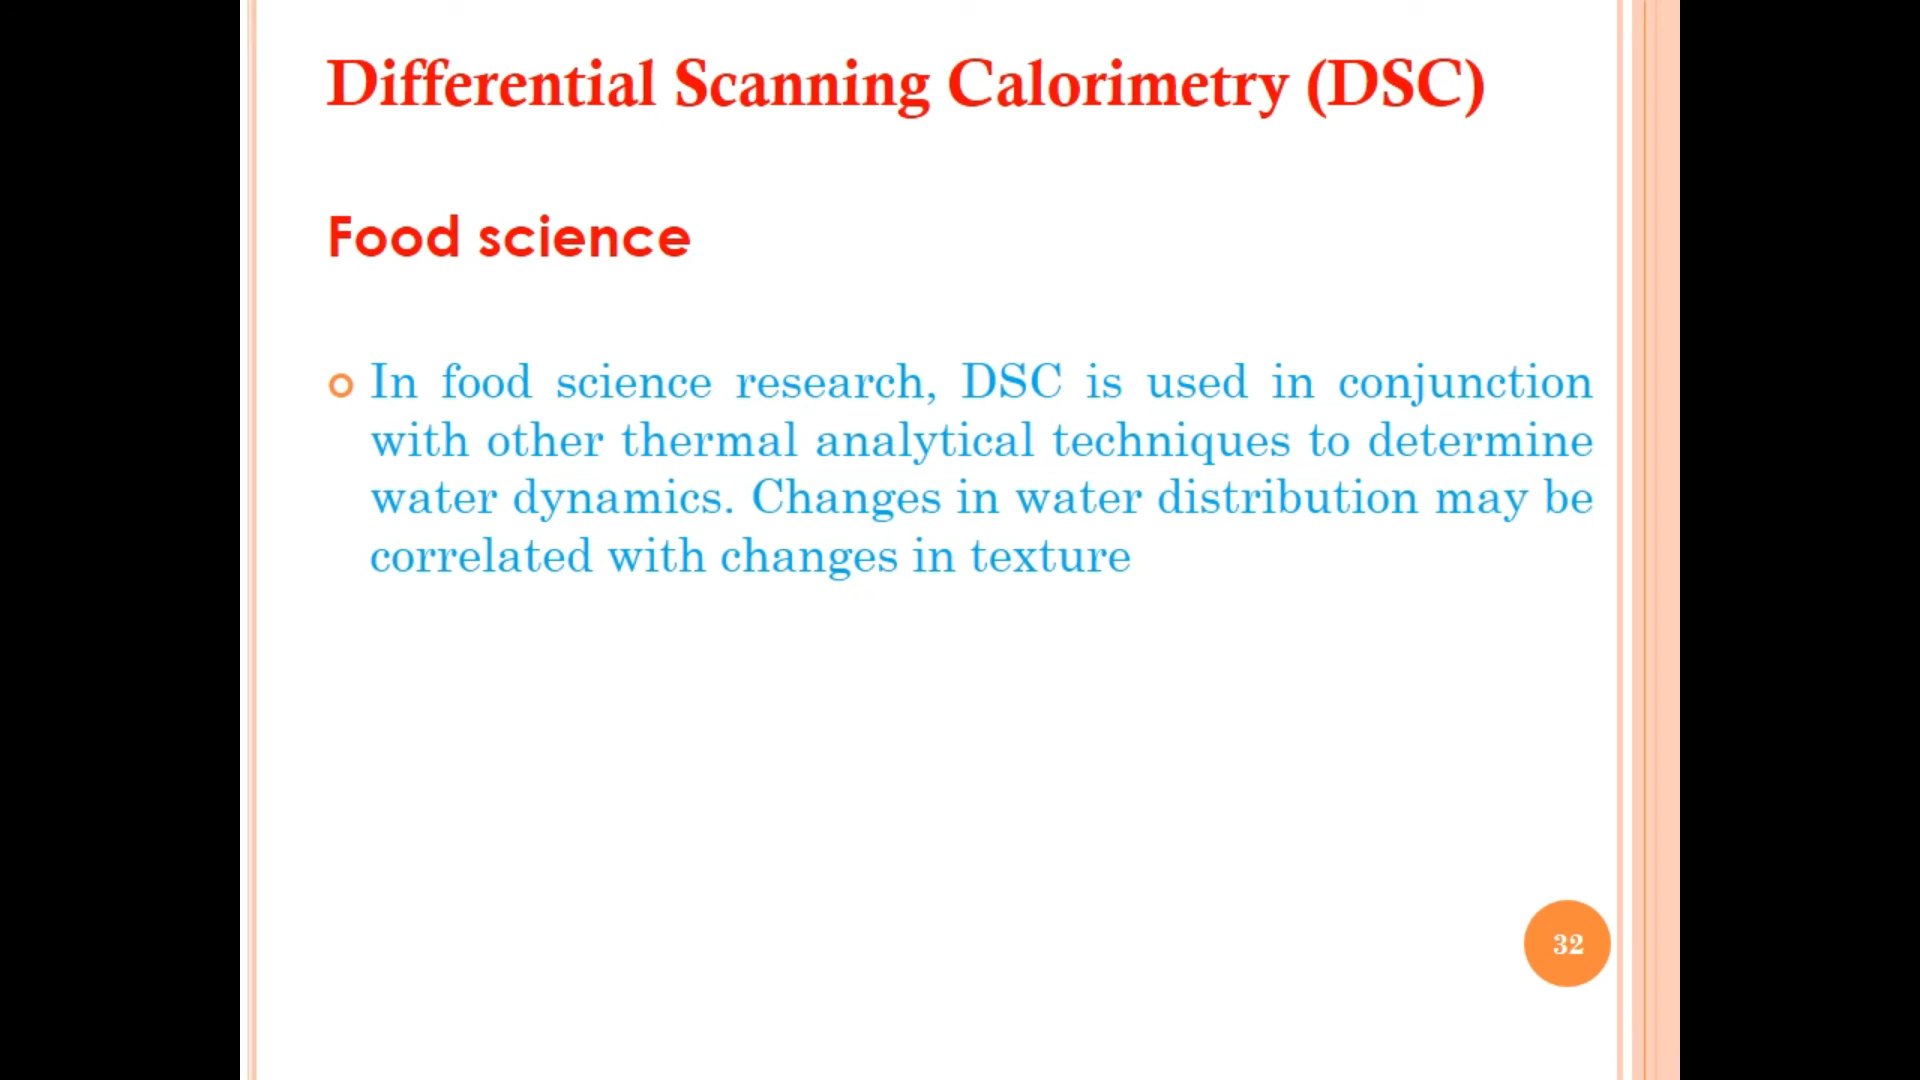 Differential Scanning Calorimetry (DSC)
Food science
In food science research, DSC is used in conjunction
with other thermal analytical techniques to determine
water dynamics. Changes in water distribution may be
correlated with changes in texture
32